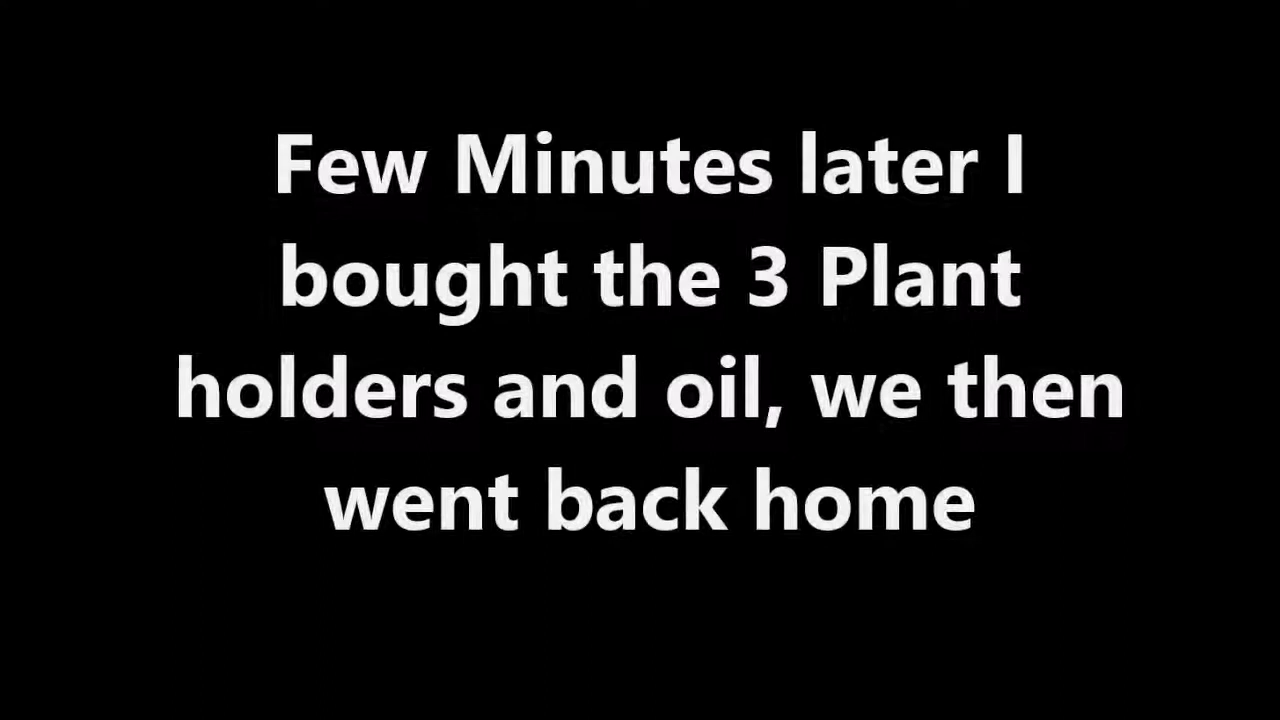 Few Minutes later I
bought the 3 Plant
holders and oil, we then
went back home